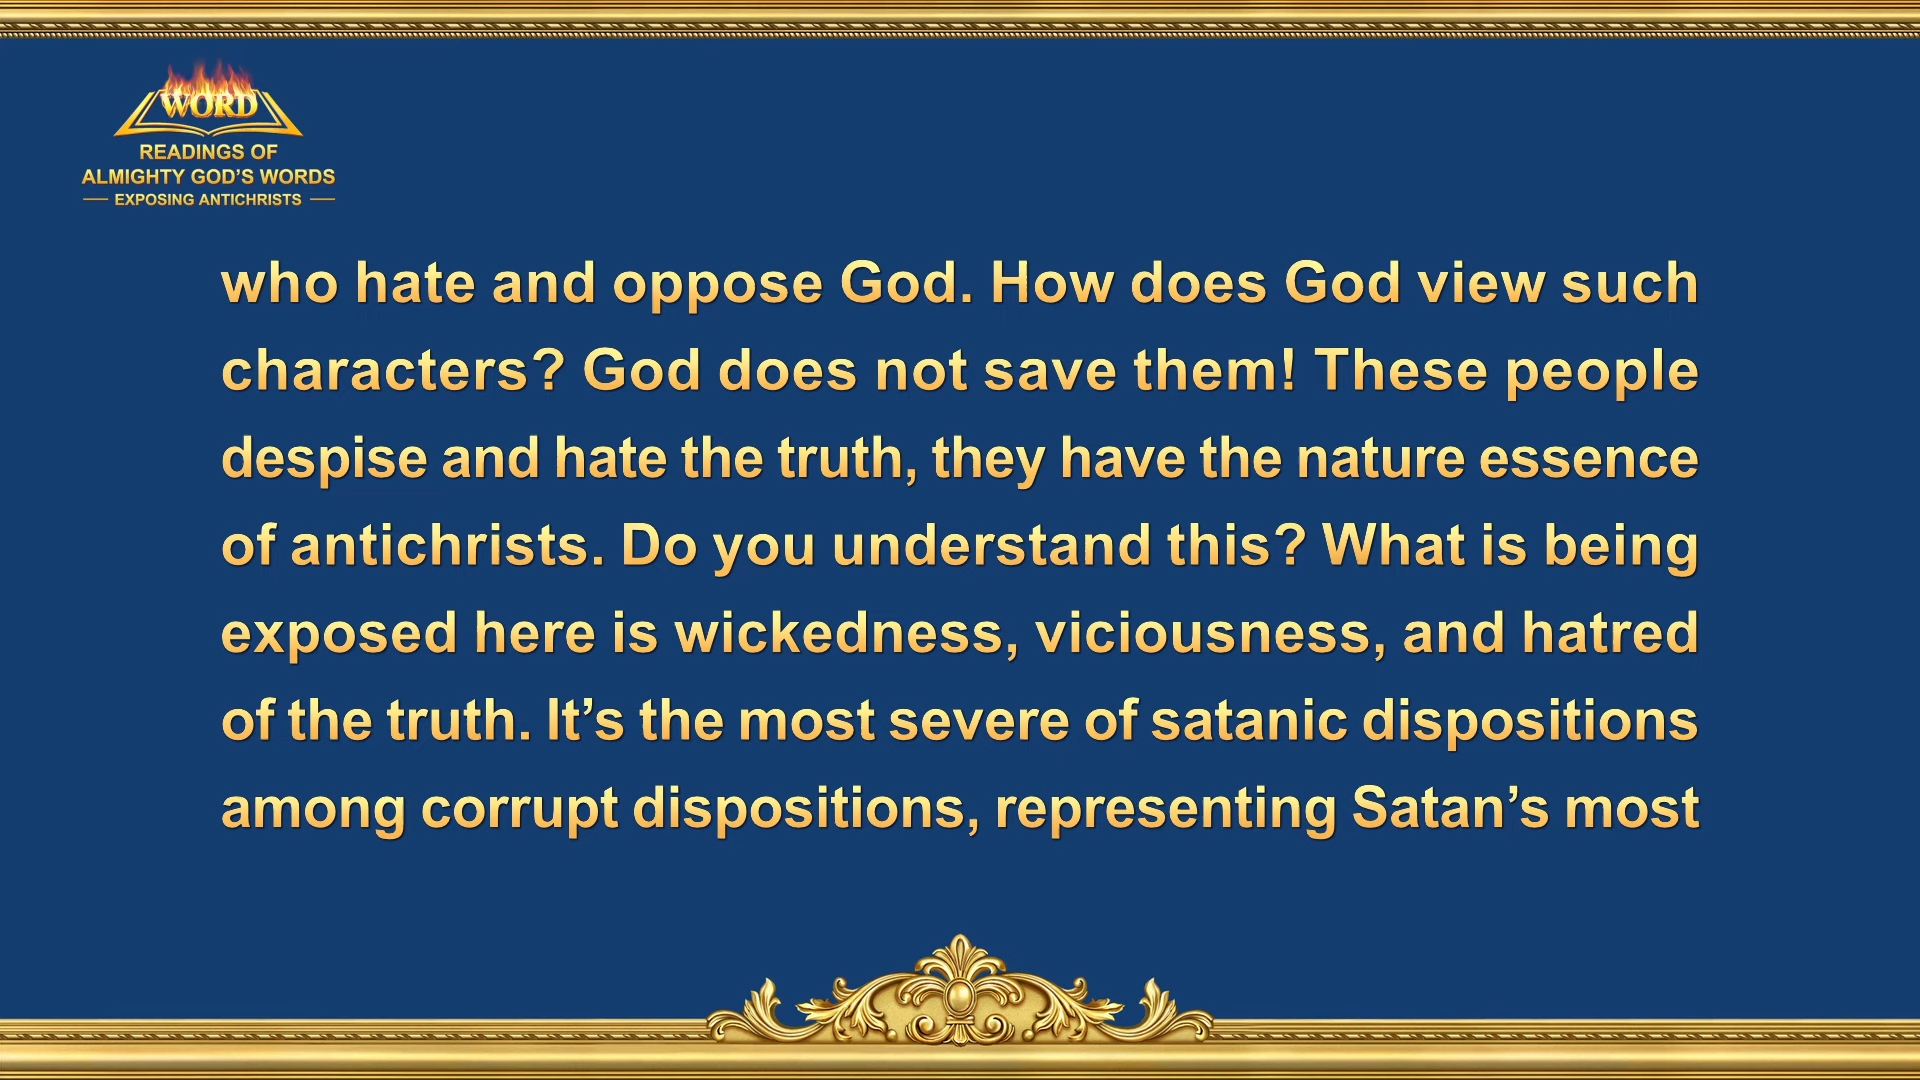 WORD
READINGS OF
ALMIGHTY GOD’S WORDS
EXPOSING ANTICHRISTS
who hate and oppose God. How does God view such
characters? God does not save them! These people
despise and hate the truth, they have the nature essence
of antichrists. Do you understand this? What is being
exposed here is wickedness, viciousness, and hatred
of the truth. It’s the most severe of satanic dispositions
among corrupt dispositions, representing Satan’s most